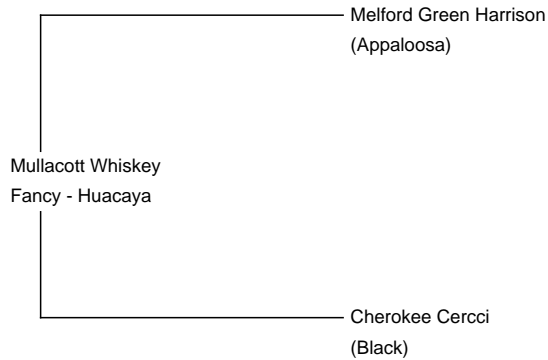 Melford Green Harrison
(Appaloosa)
Mullacott Whiskey
Fancy - Huacaya
Cherokee Cercci
(Black)